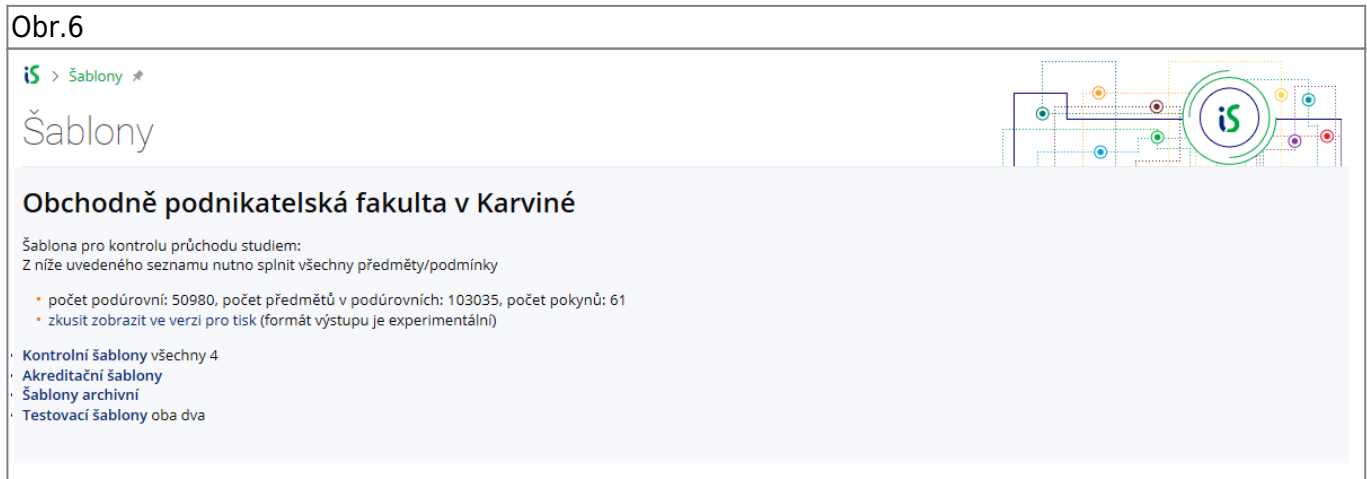 Obr.6
iS > Šablony
iS
Šablony
Obchodně podnikatelská fakulta v Karviné
Šablona pro kontrolu průchodu studiem:
Z níže uvedeného seznamu nutno splnit všechny předměty/podmínky
počet podúrovní: 50980, počet předmětů v podúrovních: 103035, počet pokynů: 61
zkusit zobrazit ve verzi pro tisk (formát výstupu je experimentální)
Kontrolní šablony všechny 4
Akreditační šablony
Šablony archivní
Testovací šablony oba dva